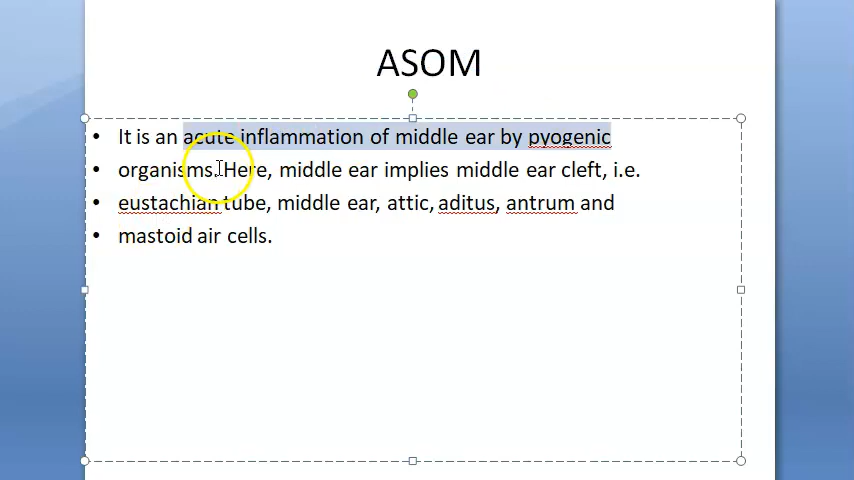 ASOM
• It is an acute inflammation of middle ear by pyogenic
• organisms. Here, middle ear implies middle ear cleft, i.e.
• eustachian tube, middle ear, attic, aditus, antrum and
• mastoid air cells.